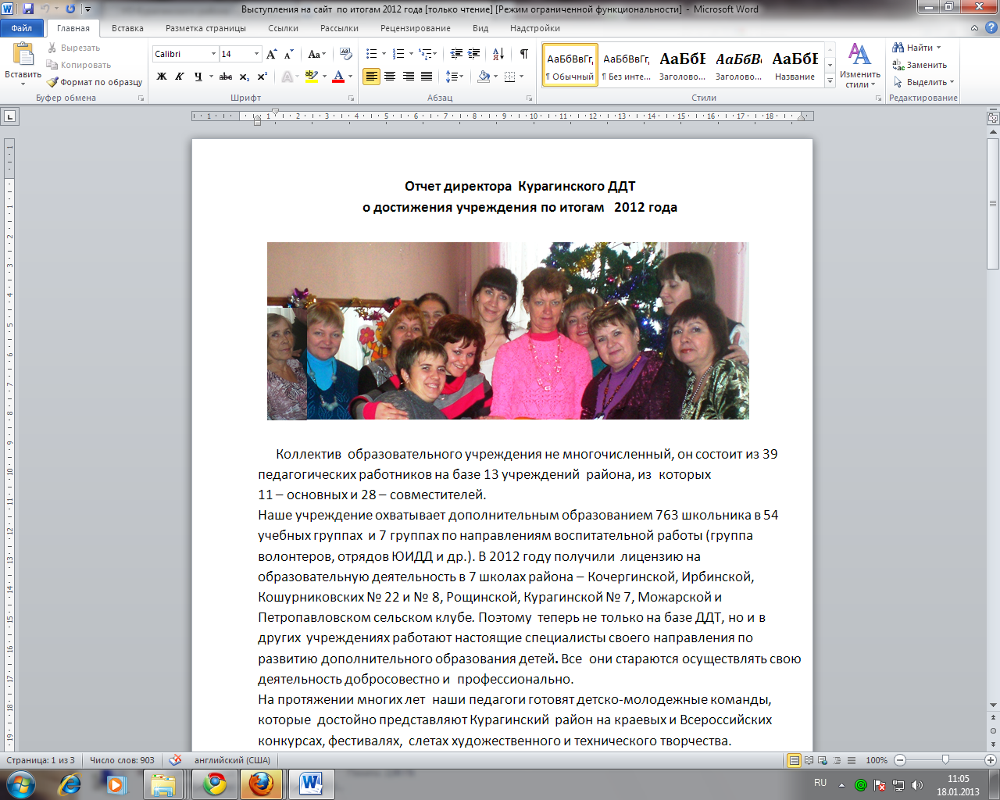 Выступления на сайт по итогам 2012 года [только чтение] [Режим ограниченной функциональности] - Microsoft Word
Файл Главная Вставка Разметка страницы Ссылки Рассылки Рецензирование Вид Надстройки
Вставить
Вырезать
Копировать
Формат по образцу
Буфер обмена
Calibri 14
Шрифт
Абзац
АаБбВвГг, АаБбВвГг, АаБбЕ АаБбВ АаБбЕ
¶ Обычный ¶ Без инте... Заголово... Заголово... Название
Стили
Изменить
стили
Найти
Заменить
Выделить
Редактирование
Отчет директора Курагинского ДДТ
о достижения учреждения по итогам 2012 года
Коллектив образовательного учреждения не многочисленный, он состоит из 39
педагогических работников на базе 13 учреждений района, из которых
11 – основных и 28 – совместителей.
Наше учреждение охватывает дополнительным образованием 763 школьника в 54
учебных группах и 7 группах по направлениям воспитательной работы (группа
волонтеров, отрядов ЮИДД и др.). В 2012 году получили лицензию на
образовательную деятельность в 7 школах района – Кочергинской, Ирбинской,
Кошурниковских № 22 и № 8, Рощинской, Курагинской № 7, Можарской и
Петропавловском сельском клубе. Поэтому теперь не только на базе ДДТ, но и в
других учреждениях работают настоящие специалисты своего направления по
развитию дополнительного образования детей. Все они стараются осуществлять свою
деятельность добросовестно и профессионально.
На протяжении многих лет наши педагоги готовят детско-молодежные команды,
которые достойно представляют Курагинский район на краевых и Всероссийских
конкурсах, фестивалях, слетах художественного и технического творчества.
Страница: 1 из 3 Число слов: 903 английский (США) 100%
RU 11:05
18.01.2013